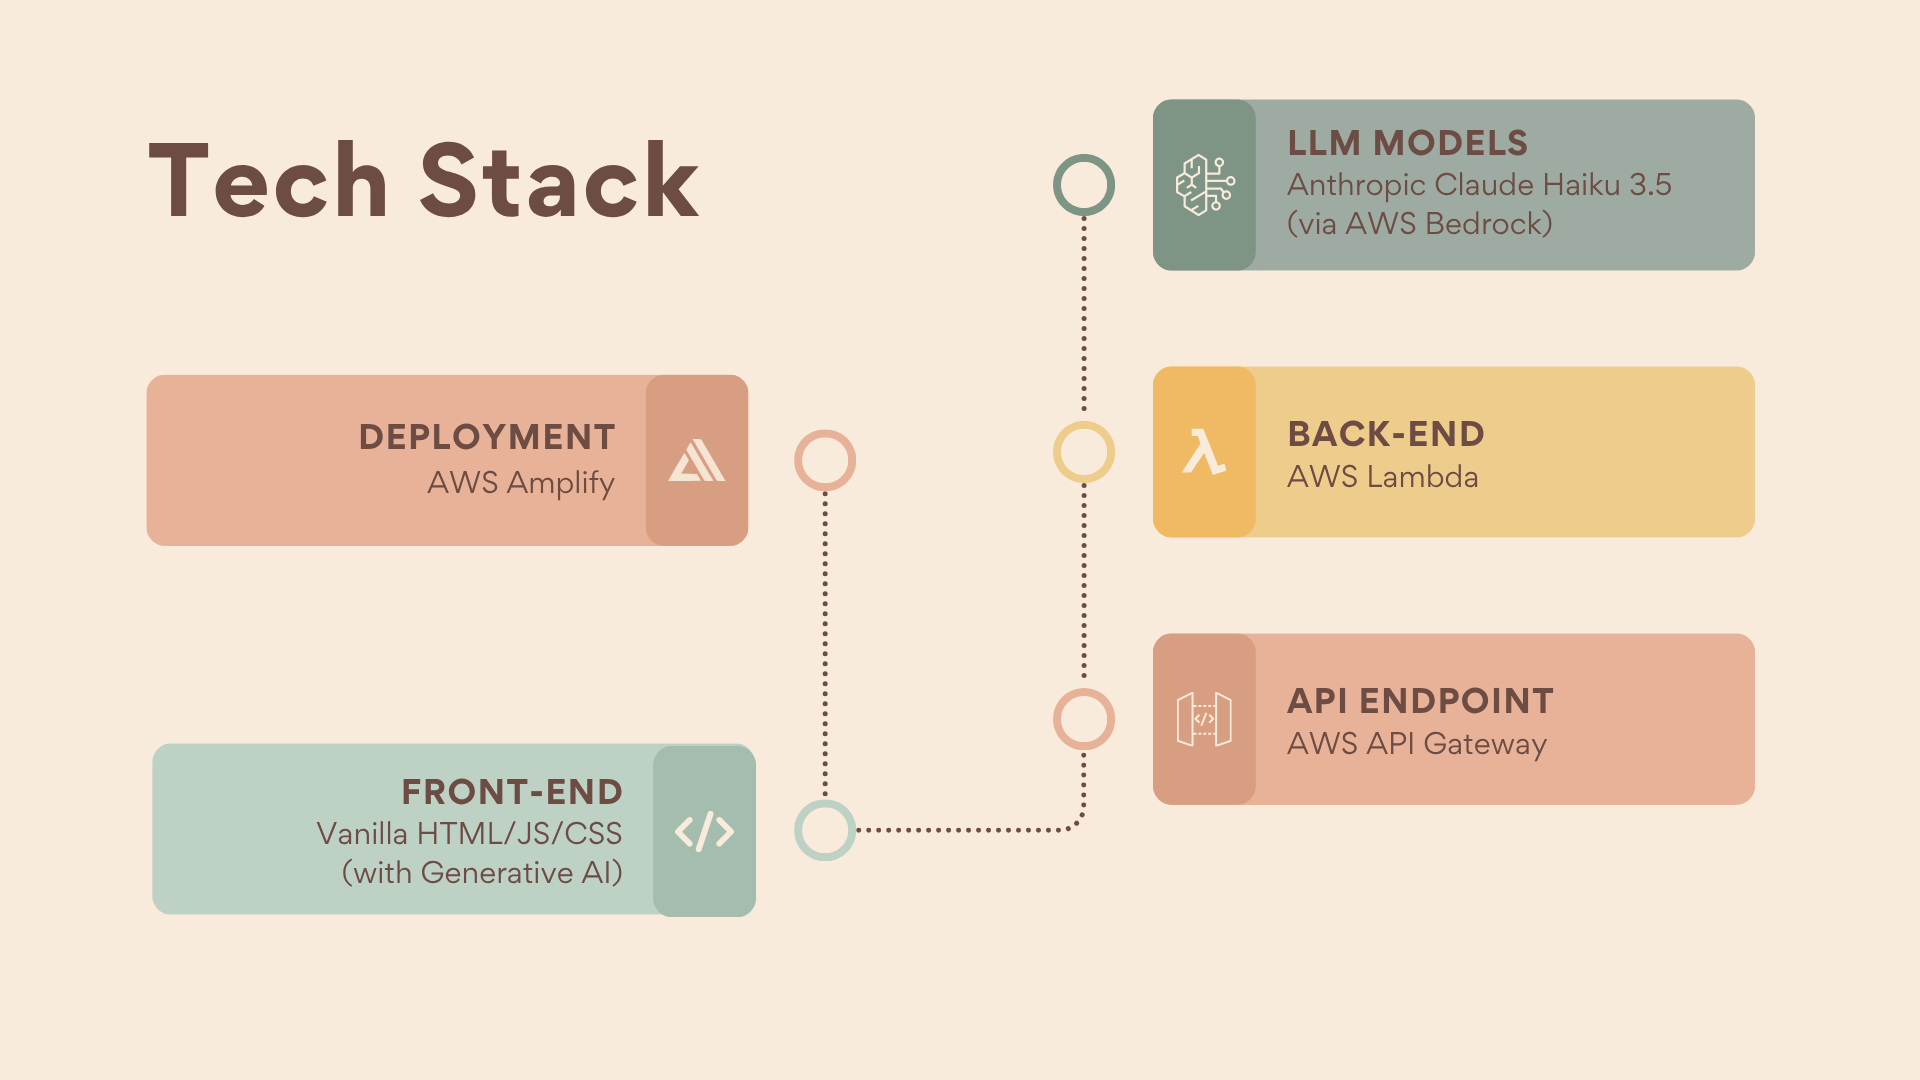 Tech Stack
DEPLOYMENT
AWS Amplify
FRONT-END
Vanilla HTML/JS/CSS
(with Generative AI)
</>
LLM MODELS
Anthropic Claude Haiku 3.5
(via AWS Bedrock)
BACK-END
AWS Lambda
λ
API ENDPOINT
AWS API Gateway
</>